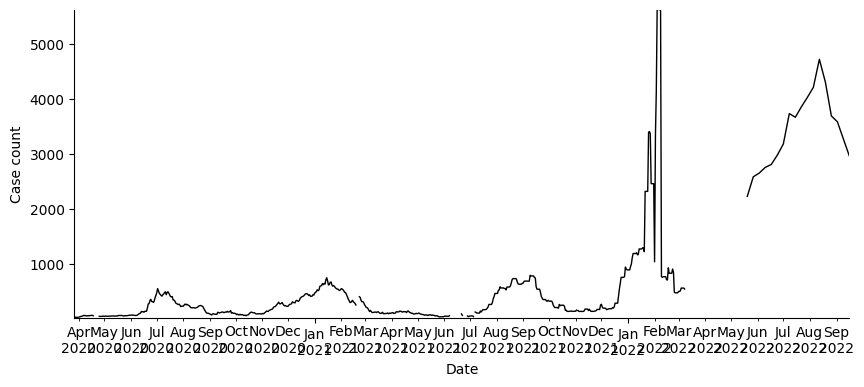 5000
4000
3000
2000
1000
Case count
Apr May Jun Jul Aug Sep Oct Nov Dec Jan Feb Mar Apr May Jun Jul Aug Sep Oct Nov Dec Jan Feb Mar Apr May Jun Jul Aug Sep
2020 2020 2020 2020 2020 2020 2020 2020 2020 2021 2021 2021 2021 2021 2021 2021 2021 2021 2021 2021 2021 2022 2022 2022 2022 2022 2022 2022 2022 2022
Date